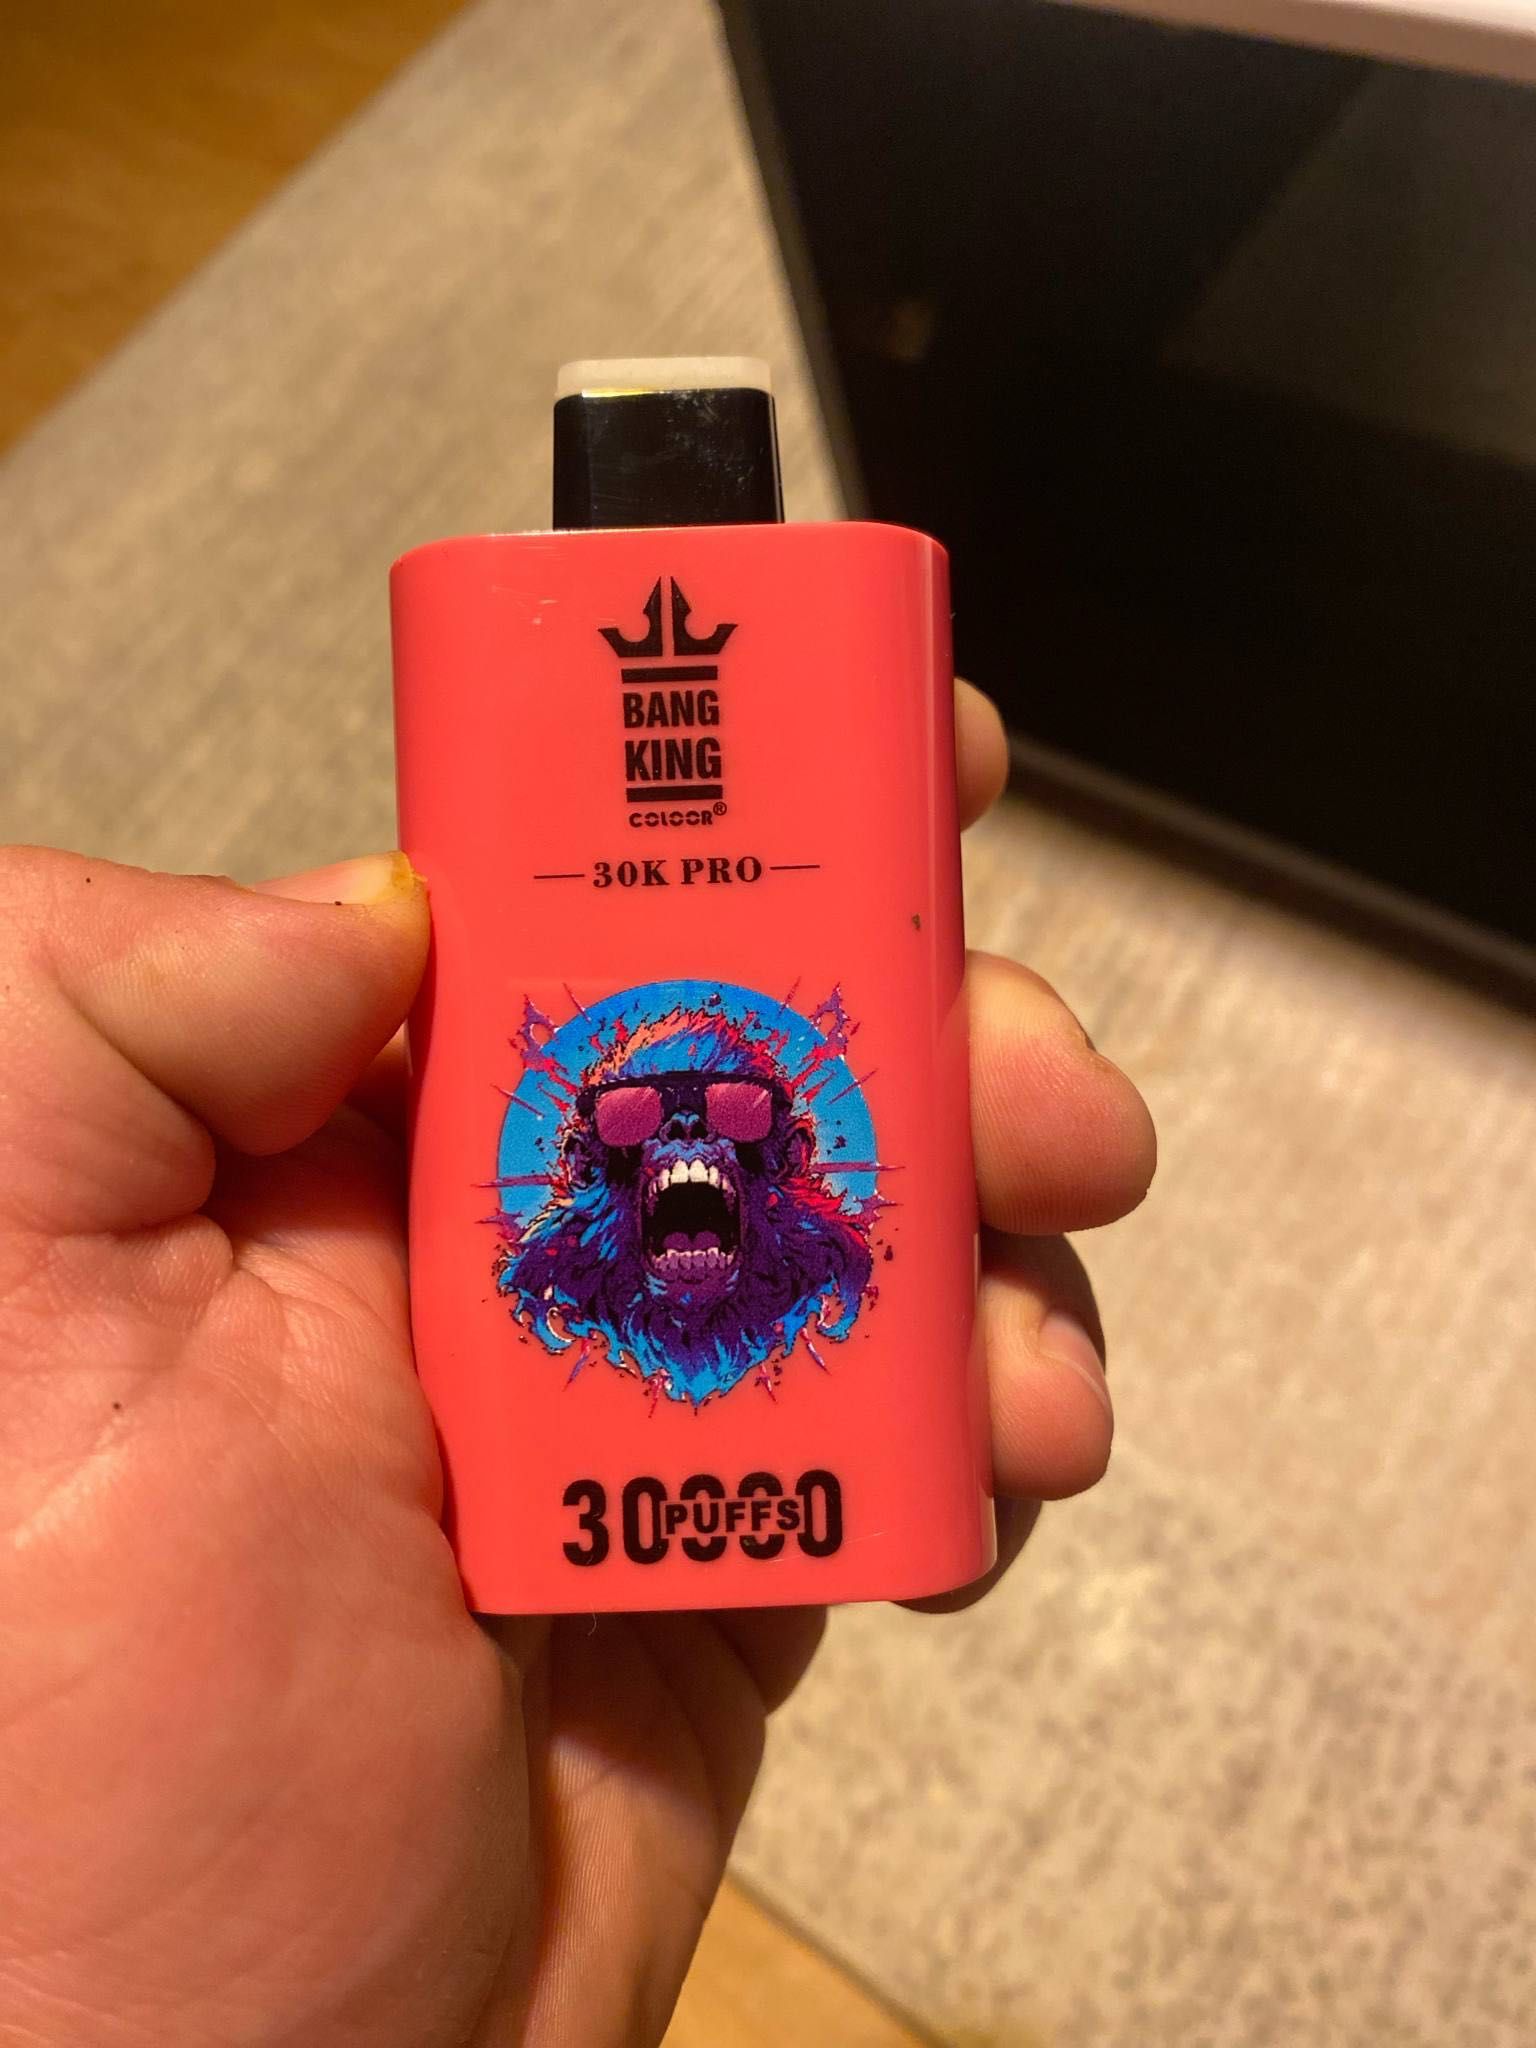 BANG
KING
COLOOR®
30K PRO
30000
PUFFS